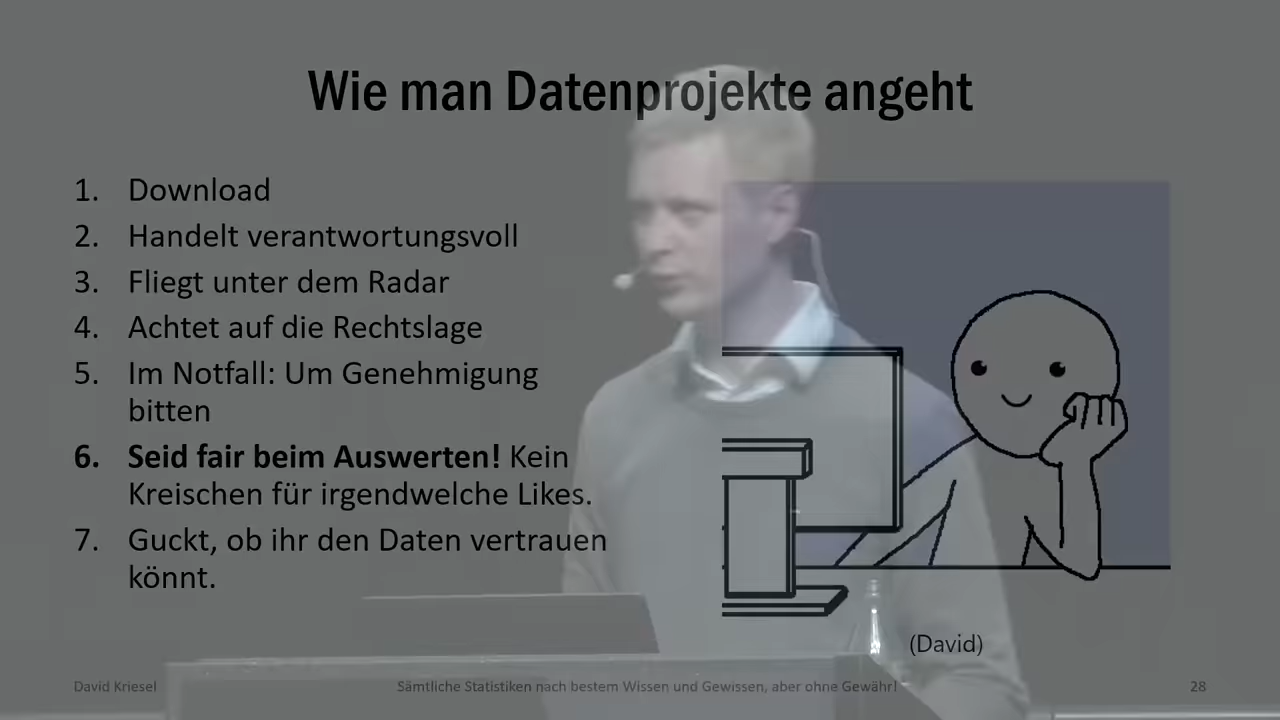 Wie man Datenprojekte angeht
1. Download
2. Handelt verantwortungsvoll
3. Fliegt unter dem Radar
4. Achtet auf die Rechtslage
5. Im Notfall: Um Genehmigung
bitten
6. Seid fair beim Auswerten! Kein
Kreischen für irgendwelche Likes.
7. Guckt, ob ihr den Daten vertrauen
könnt.
(David)
David Kriesel
Sämtliche Statistiken nach bestem Wissen und Gewissen, aber ohne Gewähr!
28